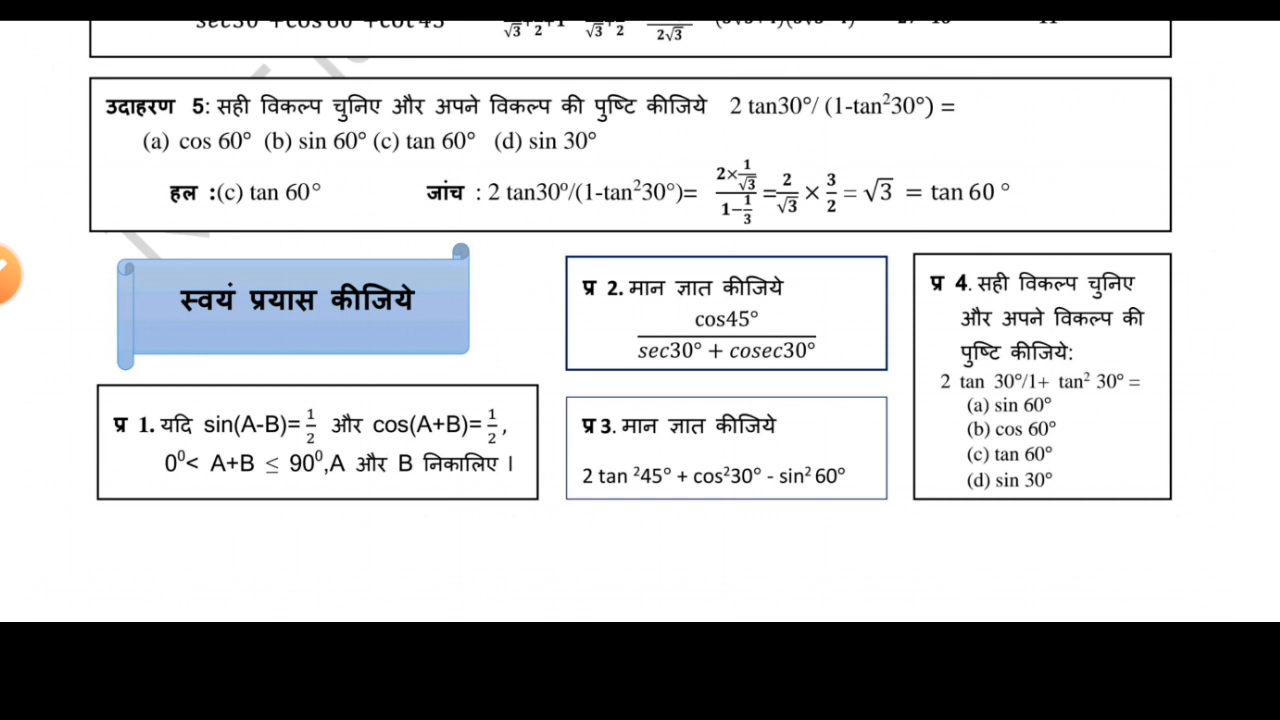 उदाहरण 5: सही विकल्प चुनिए और अपने विकल्प की पुष्टि कीजिये 2 tan30°/ (1-tan²30°) =
(a) cos 60° (b) sin 60° (c) tan 60° (d) sin 30°
हल :(c) tan 60° जांच : 2 tan30°/(1-tan²30°)= (2×1/√3)/(1−1/3) = 2/√3 × 3/2 = √3 = tan 60 °
स्वयं प्रयास कीजिये
प्र 1. यदि sin(A-B)= 1/2 और cos(A+B)= 1/2 ,
0⁰< A+B ≤ 90⁰,A और B निकालिए ।
प्र 2. मान ज्ञात कीजिये
cos45°
sec30° + cosec30°
प्र 3. मान ज्ञात कीजिये
2 tan ²45° + cos²30° - sin² 60°
प्र 4. सही विकल्प चुनिए
और अपने विकल्प की
पुष्टि कीजिये:
2 tan 30°/1+ tan² 30° =
(a) sin 60°
(b) cos 60°
(c) tan 60°
(d) sin 30°